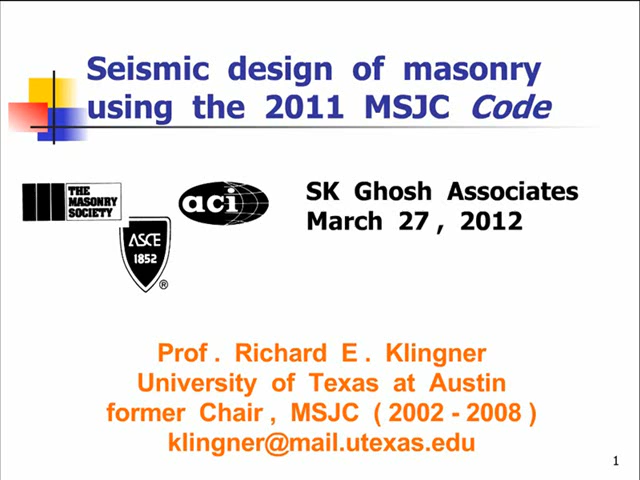 Seismic design of masonry
using the 2011 MSJC Code
THE
MASONRY
SOCIETY
aci
ASCE
1852
®
SK Ghosh Associates
March 27 , 2012
Prof . Richard E . Klingner
University of Texas at Austin
former Chair , MSJC ( 2002 - 2008 )
klingner@mail.utexas.edu
1